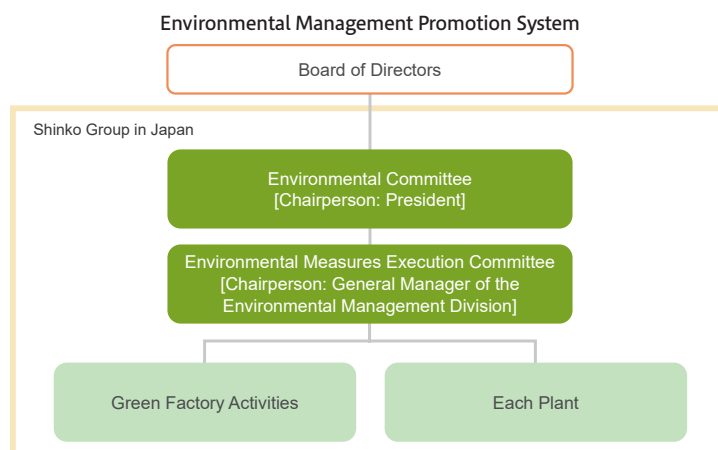 Environmental Management Promotion System
Board of Directors
Shinko Group in Japan
Environmental Committee
[Chairperson: President]
Environmental Measures Execution Committee
[Chairperson: General Manager of the
Environmental Management Division]
Green Factory Activities
Each Plant